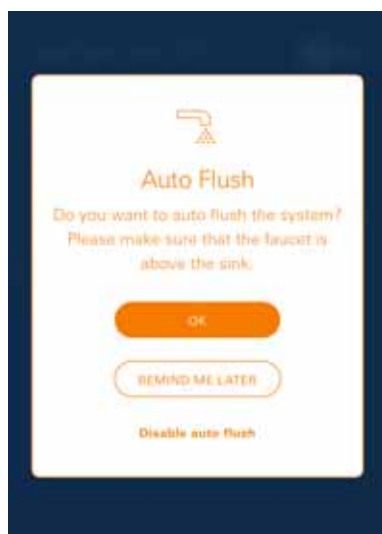 Auto Flush
Do you want to auto flush the system?
Please make sure that the faucet is
above the sink.
OK
REMIND ME LATER
Disable auto flush